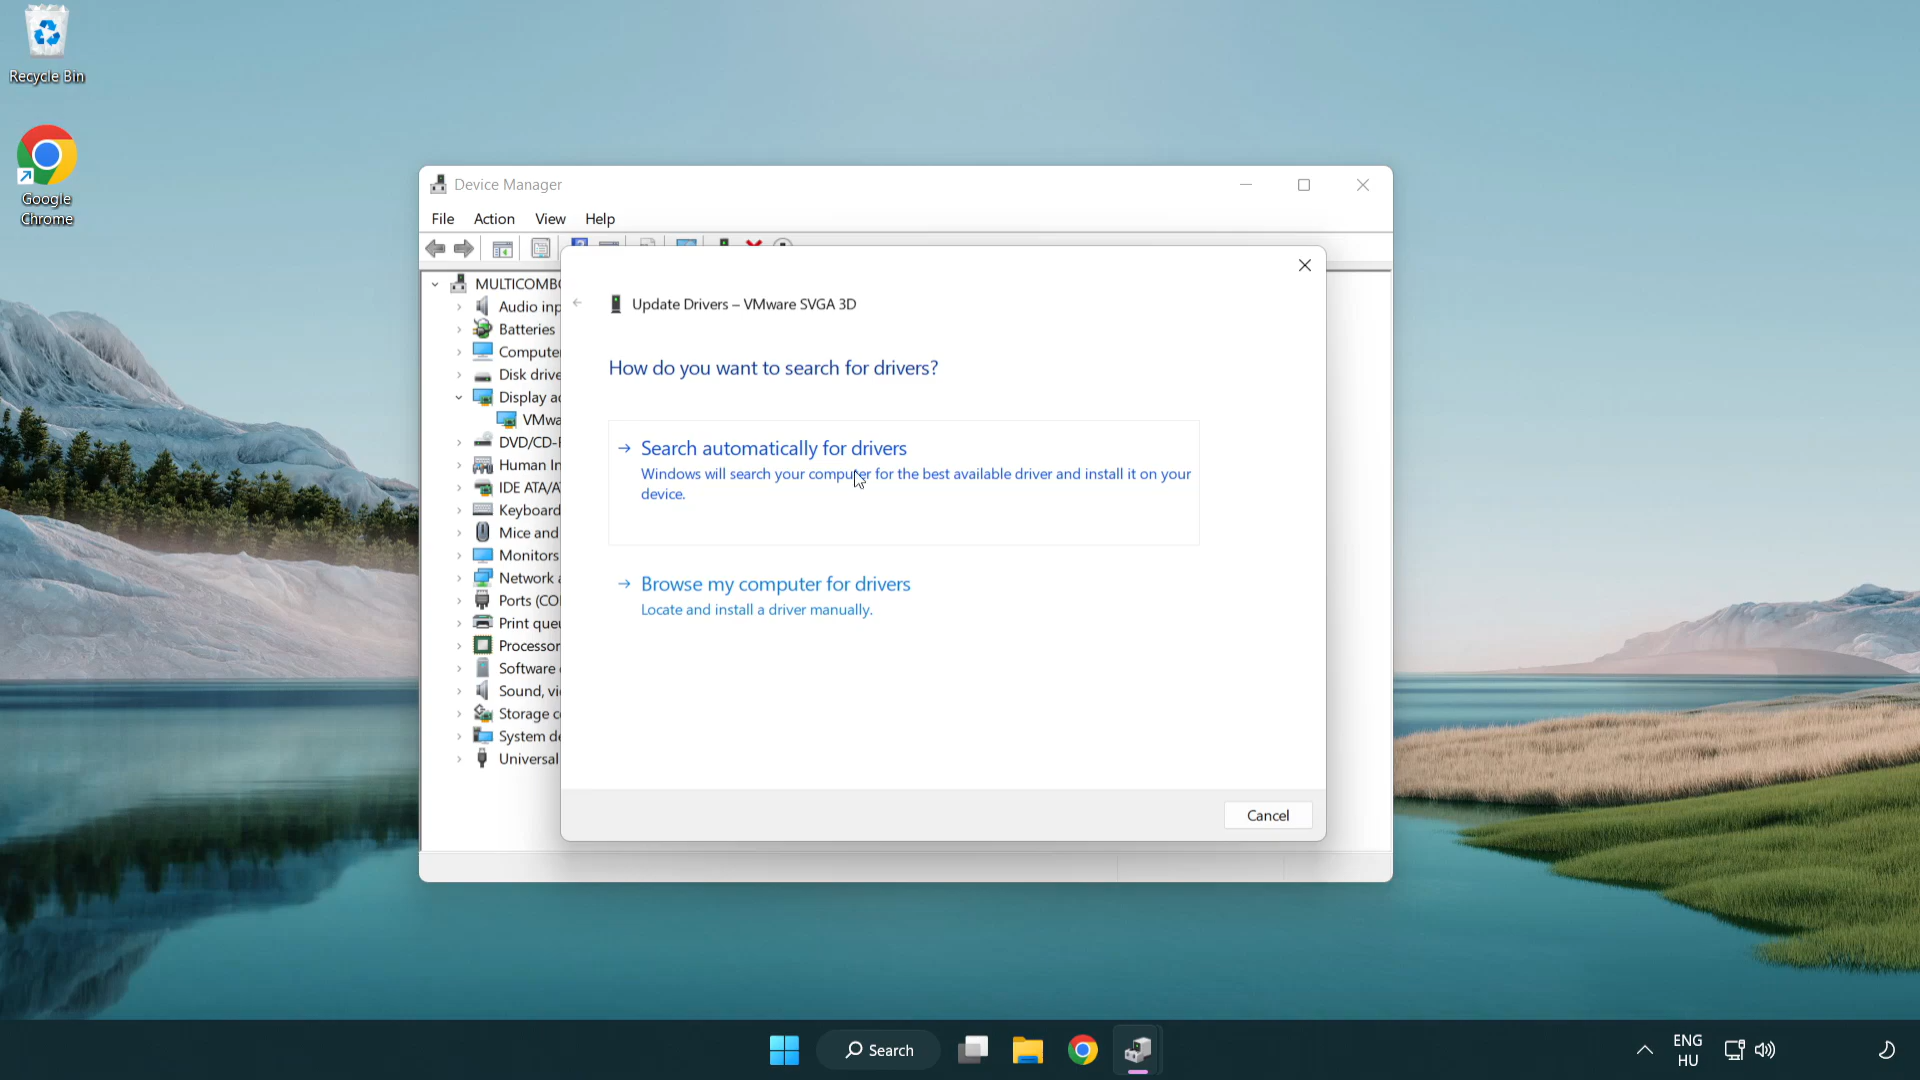 Recycle Bin
Google
Chrome
Device Manager
File Action View Help
MULTICOMBO
Audio inp
Batteries
Compute
Disk drive
Display a
VMwa
DVD/CD-
Human In
IDE ATA/A
Keyboard
Mice and
Monitors
Network a
Ports (CO
Print que
Processor
Software
Sound, vi
Storage c
System de
Universal
Update Drivers – VMware SVGA 3D
How do you want to search for drivers?
Search automatically for drivers
Windows will search your computer for the best available driver and install it on your
device.
Browse my computer for drivers
Locate and install a driver manually.
Cancel
Search
ENG
HU